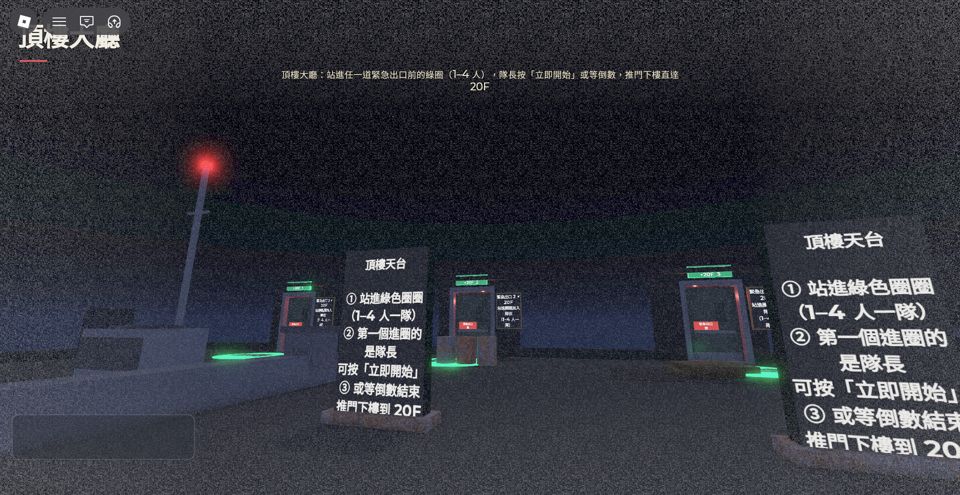 頂樓大廳
頂樓大廳：站進任一道緊急出口前的綠圈（1–4 人），隊長按「立即開始」或等倒數，推門下樓直達
20F
頂樓天台
① 站進綠色圈圈
（1–4 人一隊）
② 第一個進圈的
是隊長
可按「立即開始」
③ 或等倒數結束
推門下樓到 20F
頂樓天台
① 站進綠色圈圈
（1–4 人一隊）
② 第一個進圈的
是隊長
可按「立即開始」
③ 或等倒數結束
推門下樓到 20